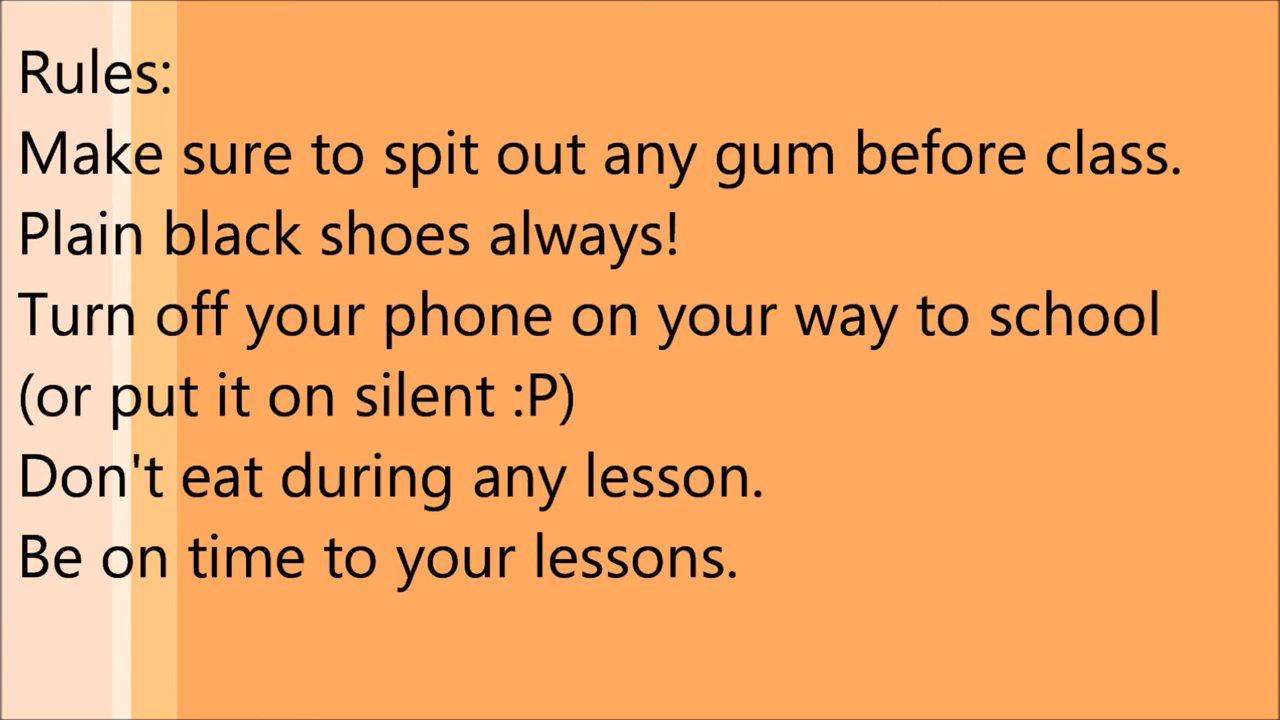 Rules:
Make sure to spit out any gum before class.
Plain black shoes always!
Turn off your phone on your way to school
(or put it on silent :P)
Don't eat during any lesson.
Be on time to your lessons.